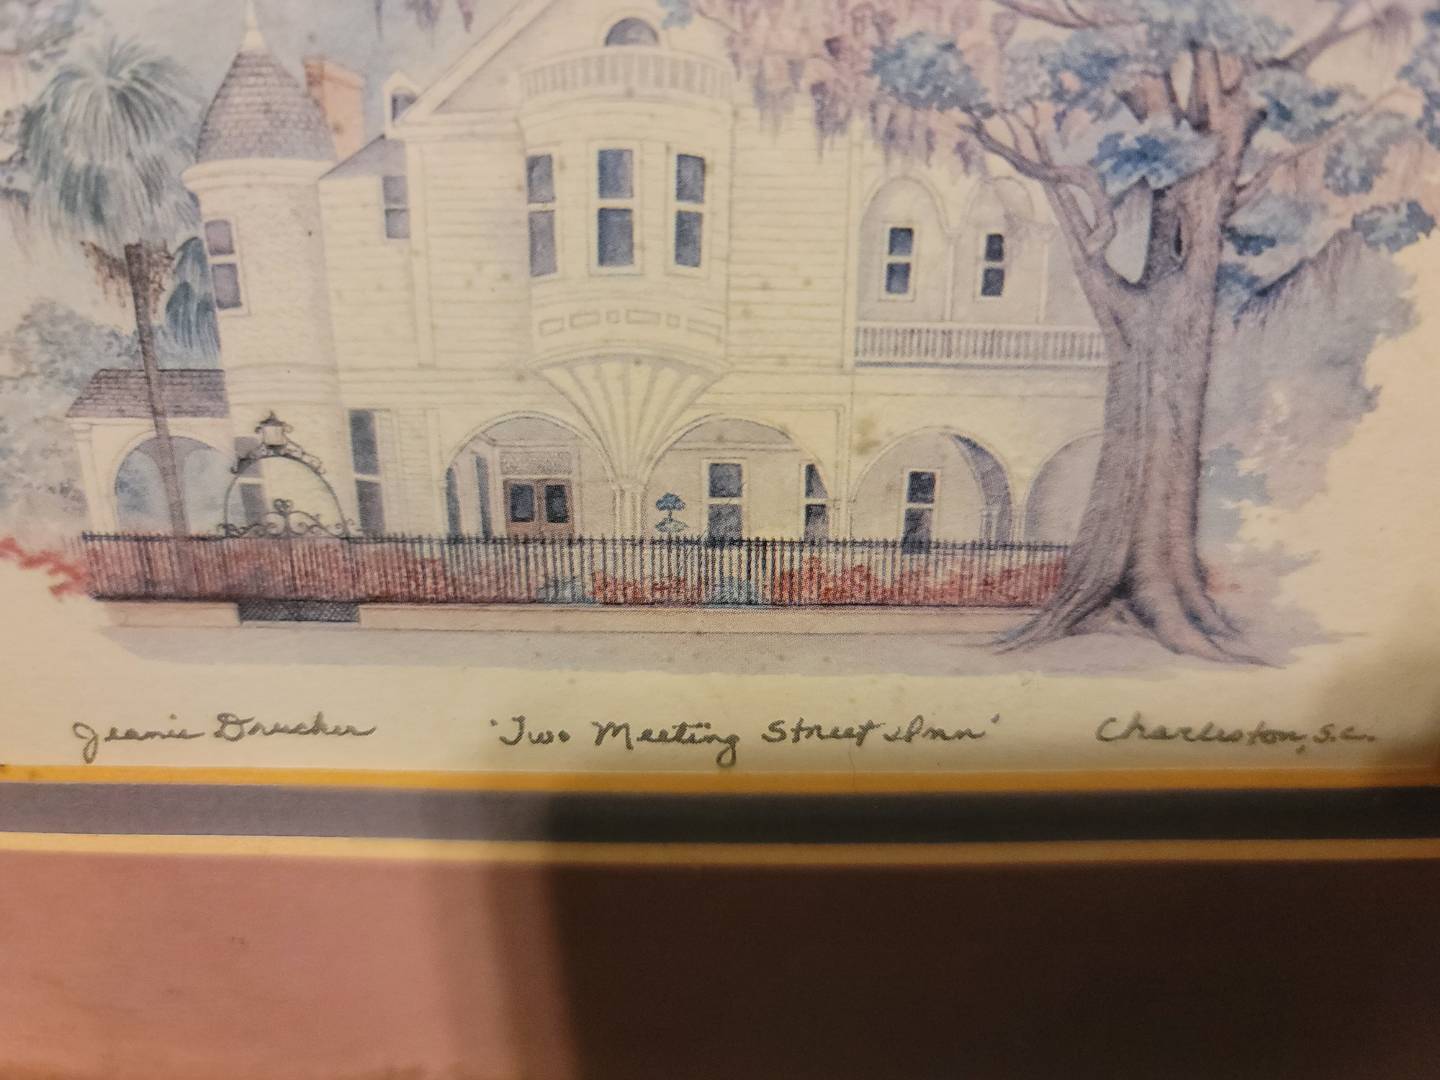 Jeanie Drucker 'Two Meeting Street Inn' Charleston, S.C.